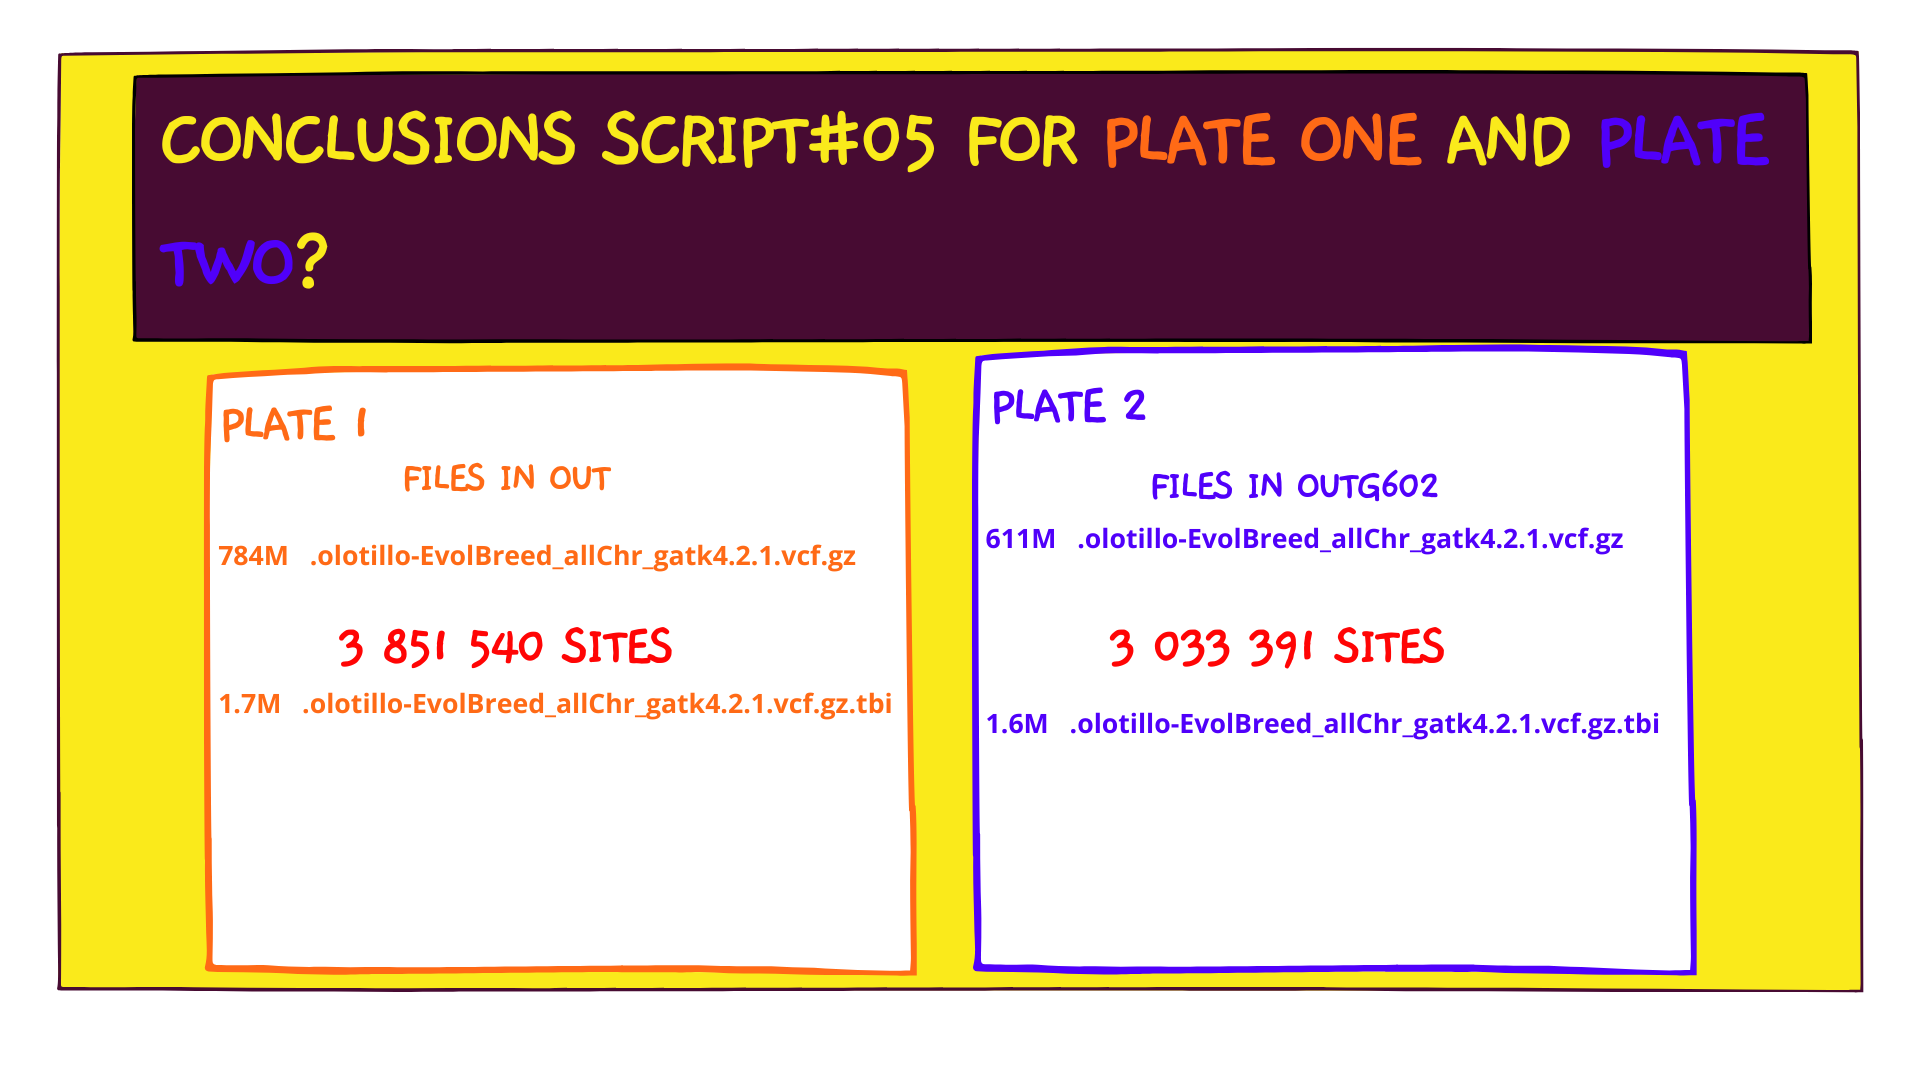 CONCLUSIONS SCRIPT#05 FOR PLATE ONE AND PLATE
TWO?
PLATE 1
FILES IN OUT
784M .olotillo-EvolBreed_allChr_gatk4.2.1.vcf.gz
3 851 540 SITES
1.7M .olotillo-EvolBreed_allChr_gatk4.2.1.vcf.gz.tbi
PLATE 2
FILES IN OUTG602
611M .olotillo-EvolBreed_allChr_gatk4.2.1.vcf.gz
3 033 391 SITES
1.6M .olotillo-EvolBreed_allChr_gatk4.2.1.vcf.gz.tbi